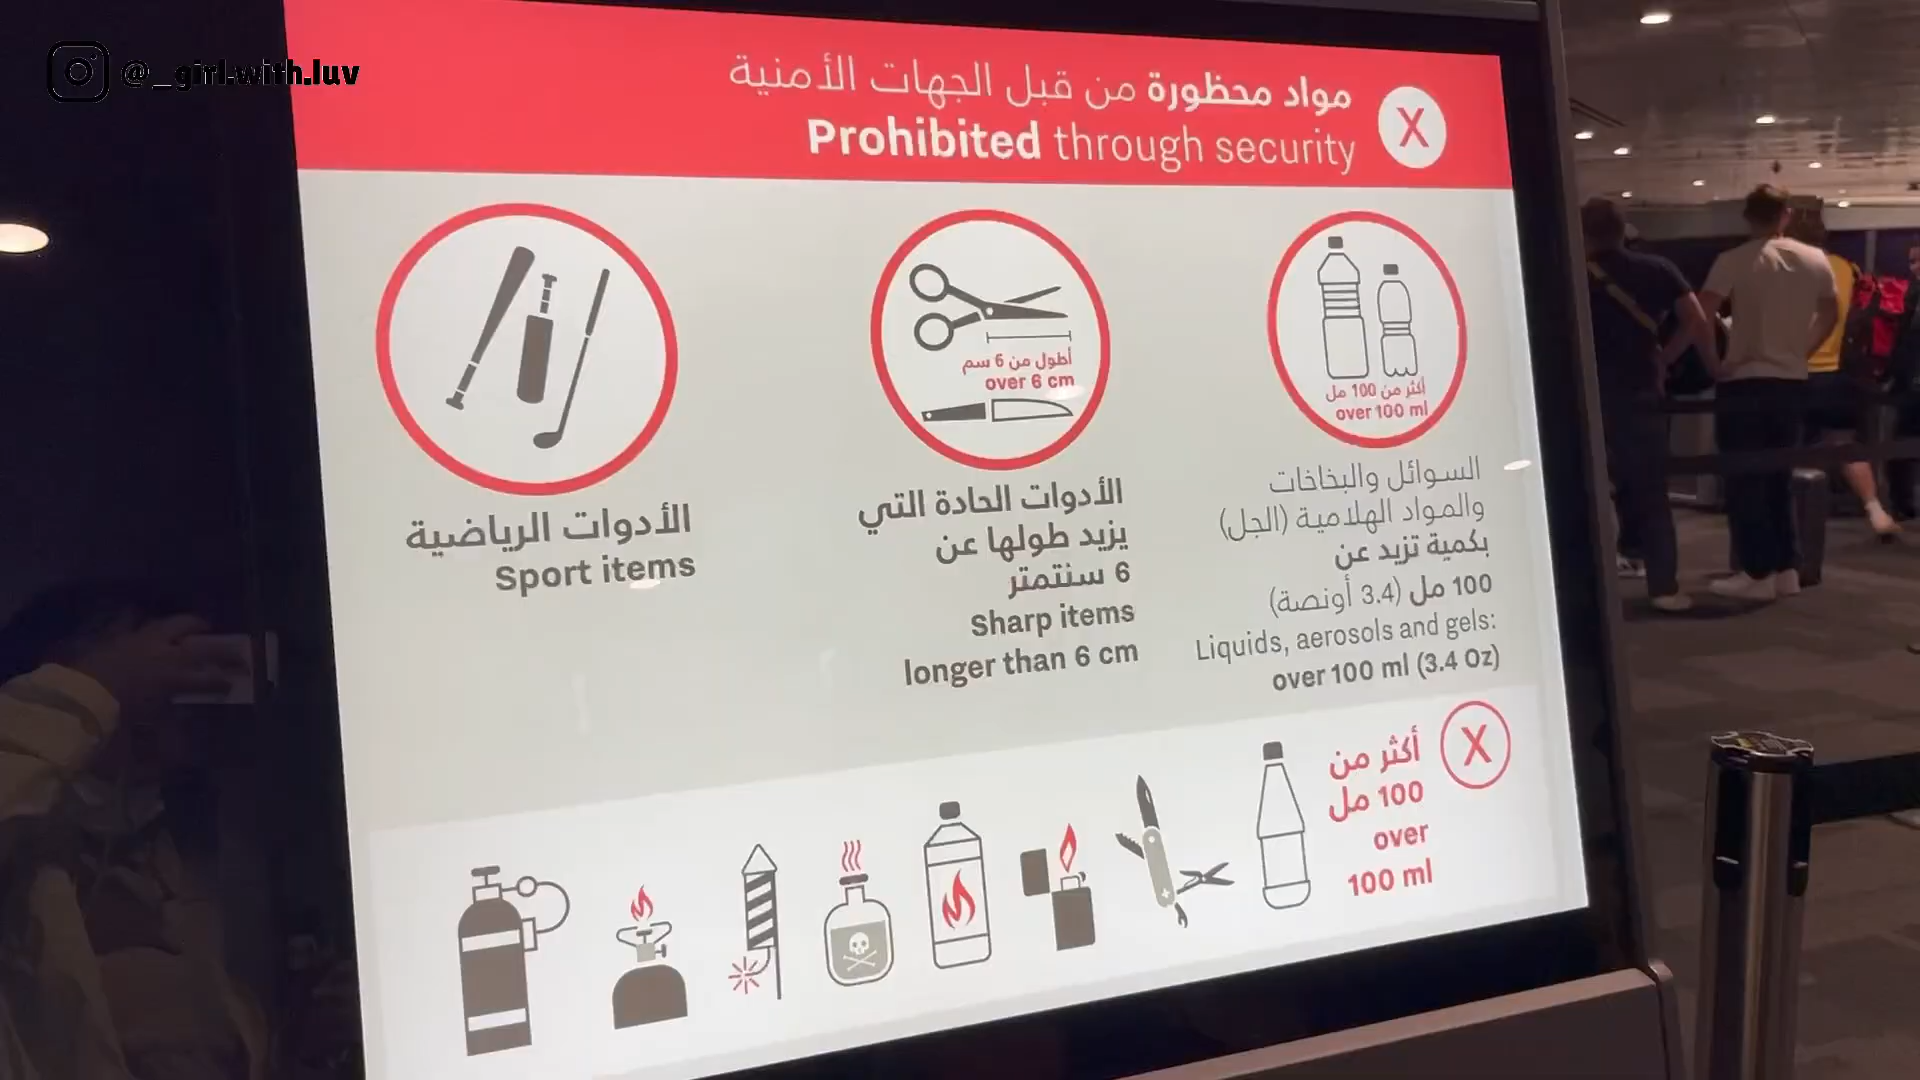 @_girl.with.luv
مواد محظورة من قبل الجهات الأمنية
Prohibited through security
X
أطول من 6 سم
over 6 cm
أكثر من 100 مل
over 100 ml
الأدوات الرياضية
Sport items
الأدوات الحادة التي
يزيد طولها عن
6 سنتمتر
Sharp items
longer than 6 cm
السوائل والبخاخات
والمواد الهلامية (الجل)
بكمية تزيد عن
100 مل (3.4 أونصة)
Liquids, aerosols and gels:
over 100 ml (3.4 Oz)
X
أكثر من
100 مل
over
100 ml